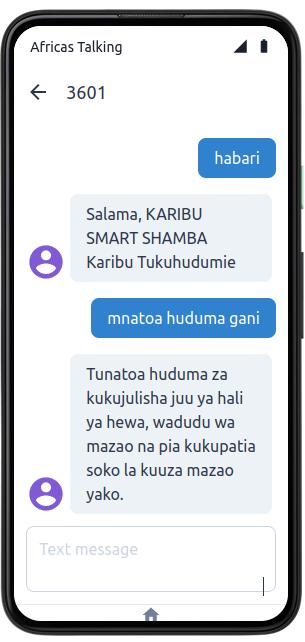 Africas Talking
3601
habari
Salama, KARIBU
SMART SHAMBA
Karibu Tukuhudumie
mnatoa huduma gani
Tunatoa huduma za
kukujulisha juu ya hali
ya hewa, wadudu wa
mazao na pia kukupatia
soko la kuuza mazao
yako.
Text message